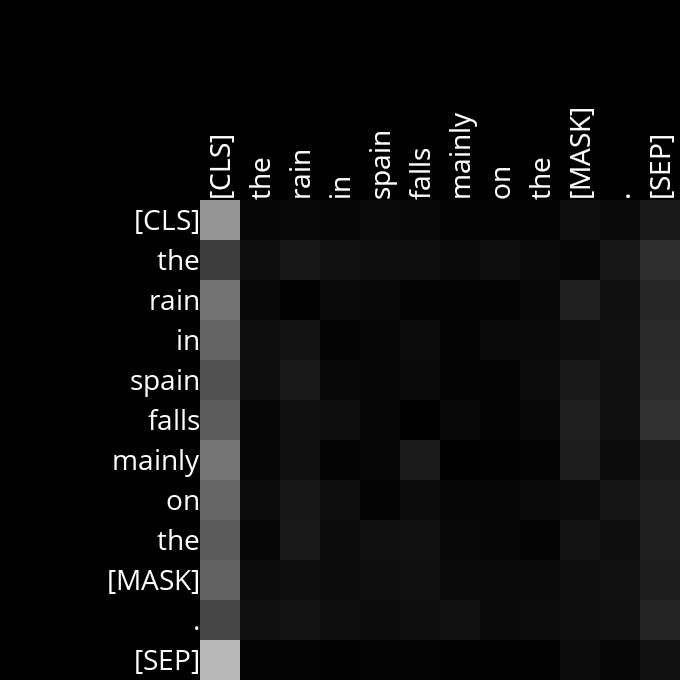 [CLS] the rain in spain falls mainly on the [MASK] . [SEP]
[CLS]
the
rain
in
spain
falls
mainly
on
the
[MASK]
.
[SEP]